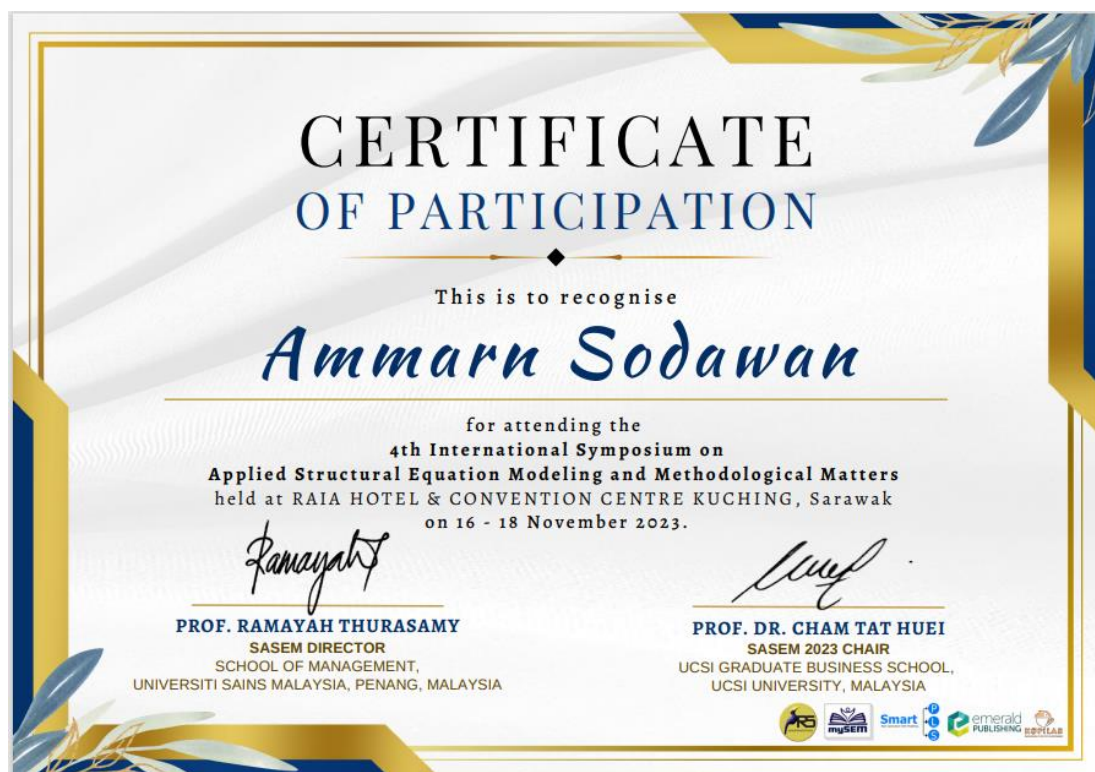 CERTIFICATE
OF PARTICIPATION
This is to recognise
Ammarn Sodawan
for attending the
4th International Symposium on
Applied Structural Equation Modeling and Methodological Matters
held at RAIA HOTEL & CONVENTION CENTRE KUCHING, Sarawak
on 16 - 18 November 2023.
Ramayah T
PROF. RAMAYAH THURASAMY
SASEM DIRECTOR
SCHOOL OF MANAGEMENT,
UNIVERSITI SAINS MALAYSIA, PENANG, MALAYSIA
PROF. DR. CHAM TAT HUEI
SASEM 2023 CHAIR
UCSI GRADUATE BUSINESS SCHOOL,
UCSI UNIVERSITY, MALAYSIA
mySEM
Smart PLS
emerald
PUBLISHING
KOPILAB